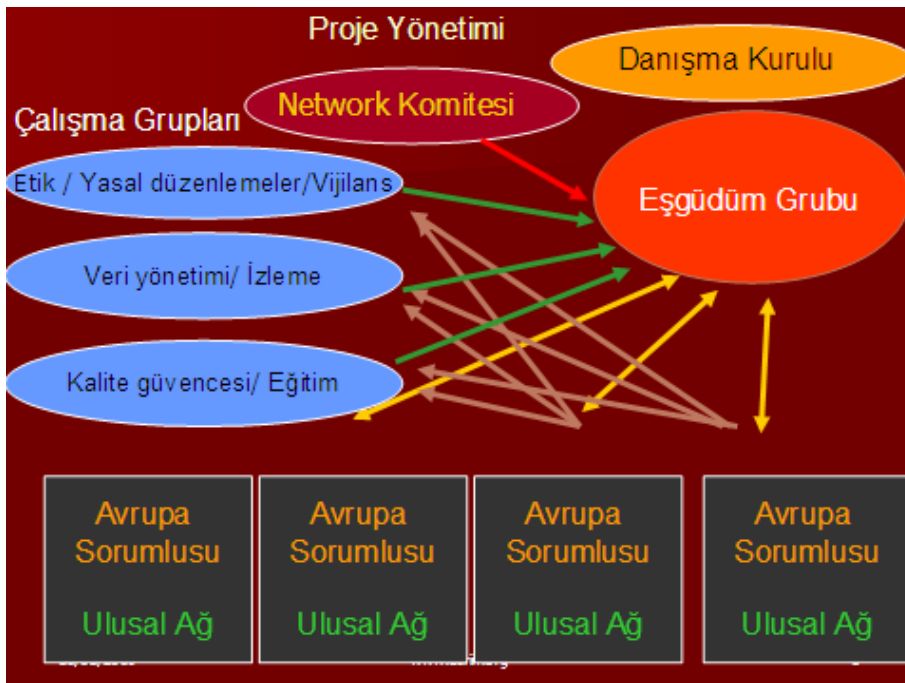 Proje Yönetimi
Danışma Kurulu
Network Komitesi
Çalışma Grupları
Etik / Yasal düzenlemeler/Vijilans
Eşgüdüm Grubu
Veri yönetimi/ İzleme
Kalite güvencesi/ Eğitim
Avrupa
Sorumlusu
Ulusal Ağ
Avrupa
Sorumlusu
Ulusal Ağ
Avrupa
Sorumlusu
Ulusal Ağ
Avrupa
Sorumlusu
Ulusal Ağ